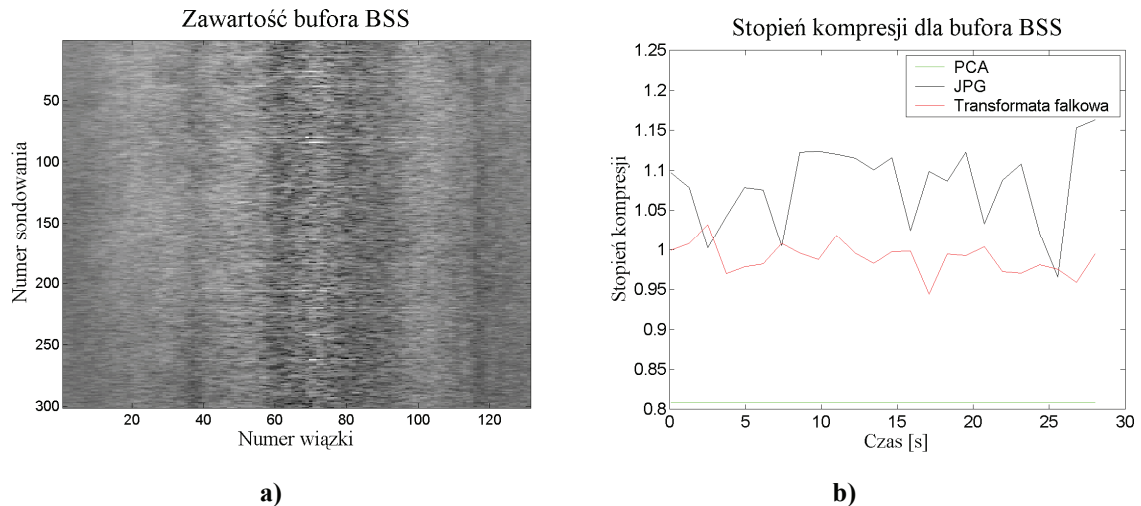 Zawartość bufora BSS
Numer sondowania
50
100
150
200
250
300
20
40
60
80
100
120
Numer wiązki
a)
Stopień kompresji dla bufora BSS
Stopień kompresji
1.25
1.2
1.15
1.1
1.05
1
0.95
0.9
0.85
0.8
PCA
JPG
Transformata falkowa
0
5
10
15
20
25
30
Czas [s]
b)